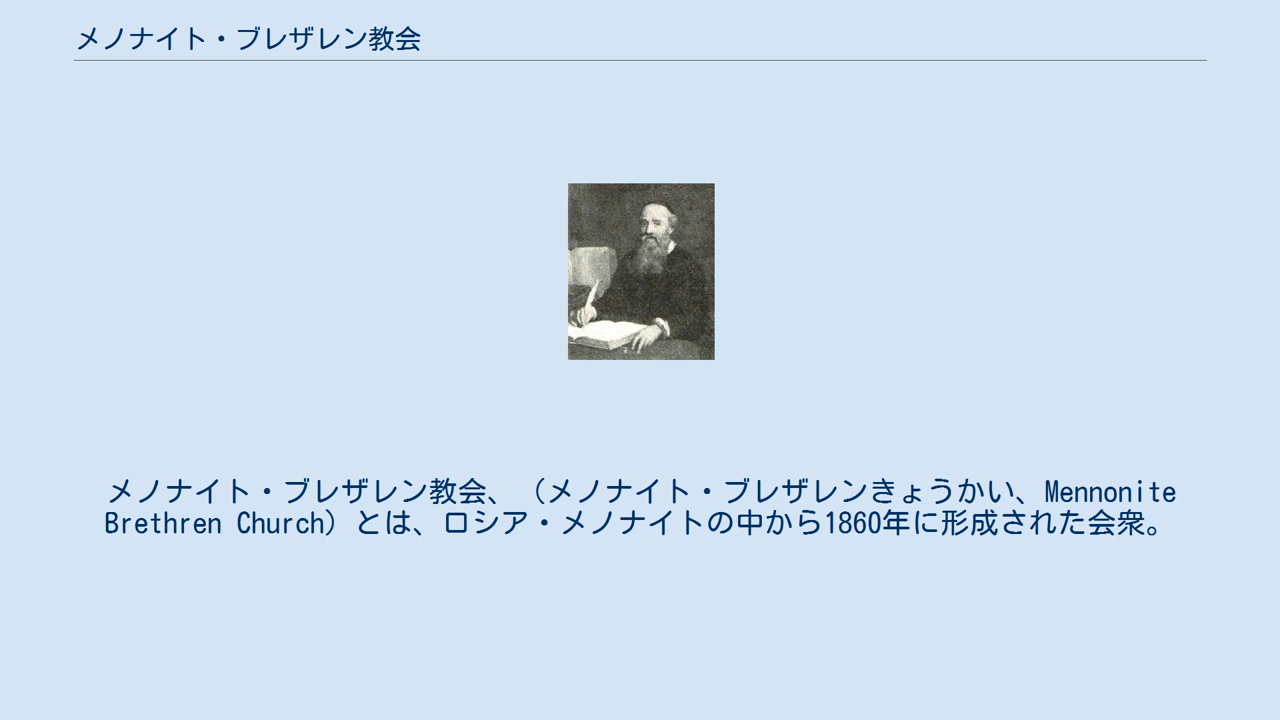 メノナイト・ブレザレン教会
メノナイト・ブレザレン教会、（メノナイト・ブレザレンきょうかい、Mennonite
Brethren Church）とは、ロシア・メノナイトの中から1860年に形成された会衆。